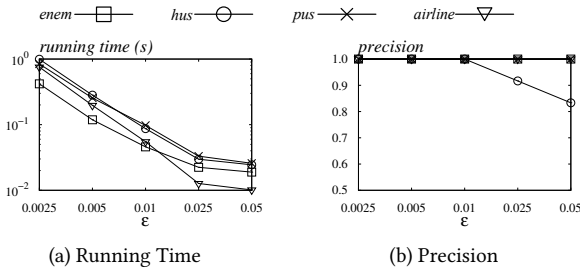 enem hus pus airline
running time (s)
10^0
10^-1
10^-2
0.0025 0.005 0.01 0.025 0.05
ε
(a) Running Time
precision
1.0
0.9
0.8
0.7
0.6
0.5
0.0025 0.005 0.01 0.025 0.05
ε
(b) Precision